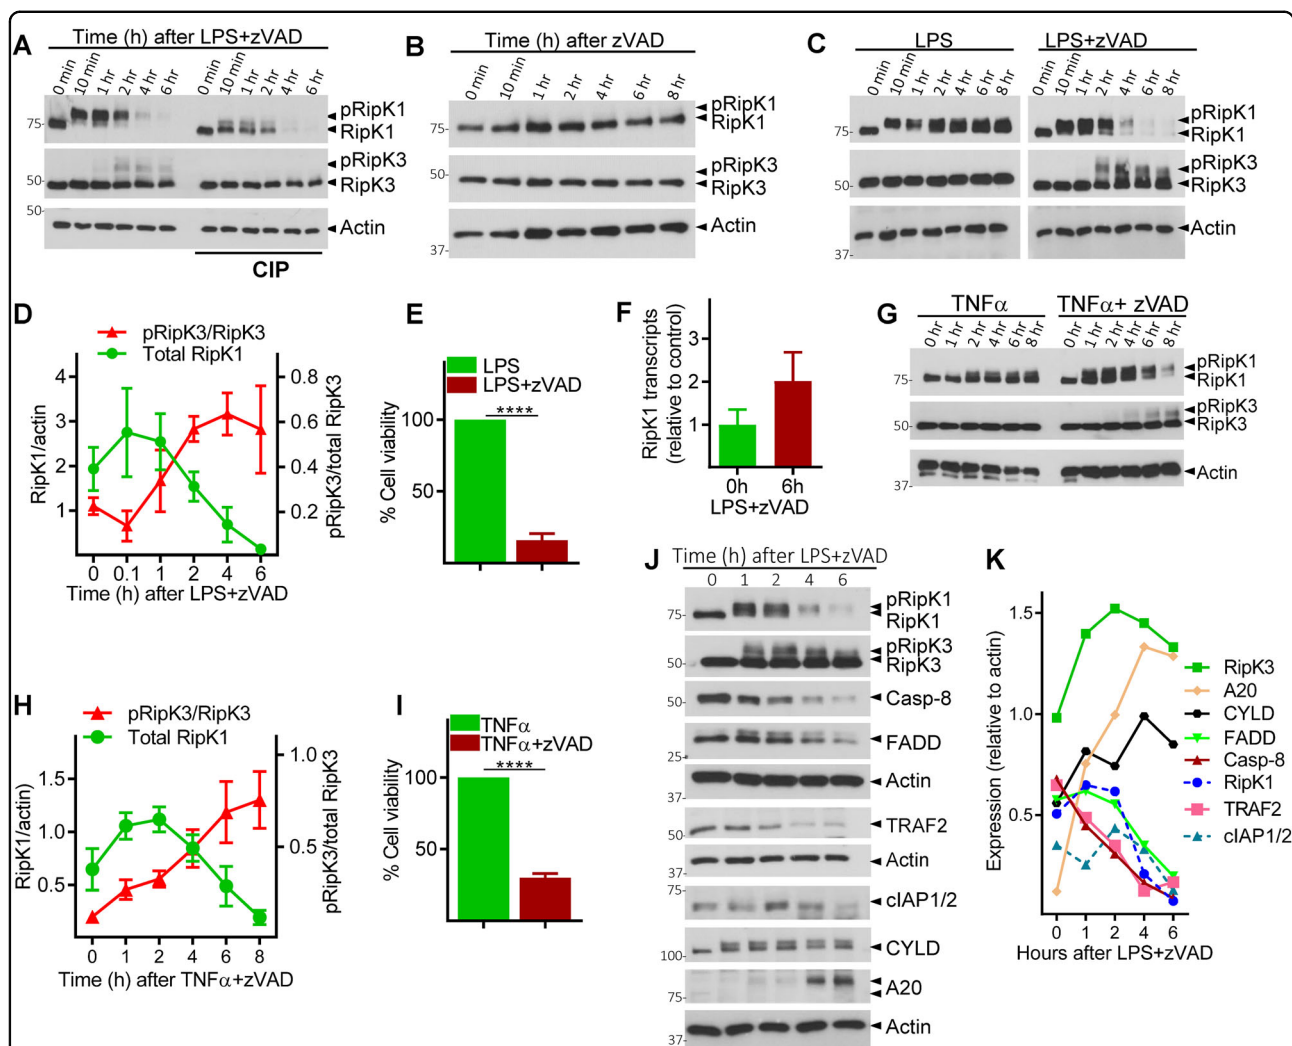 A
Time (h) after LPS+zVAD
0 min
10 min
1 hr
2 hr
4 hr
6 hr
0 min
10 min
1 hr
2 hr
4 hr
6 hr
75-
pRipK1
RipK1
50-
pRipK3
RipK3
50-
Actin
CIP
B
Time (h) after zVAD
0 min
10 min
1 hr
2 hr
4 hr
6 hr
8 hr
75-
pRipK1
RipK1
50-
pRipK3
RipK3
37-
Actin
C
LPS
LPS+zVAD
0 min
10 min
1 hr
2 hr
4 hr
6 hr
8 hr
0 min
10 min
1 hr
2 hr
4 hr
6 hr
8 hr
75-
pRipK1
RipK1
50-
pRipK3
RipK3
37-
Actin
D
pRipK3/RipK3
Total RipK1
RipK1/actin
4
3
2
1
0.8
0.6
0.4
0.2
pRipK3/total RipK3
0 0.1 1 2 4 6
Time (h) after LPS+zVAD
E
LPS
LPS+zVAD
% Cell viability
100
50
****
F
RipK1 transcripts
(relative to control)
3
2
1
0h 6h
LPS+zVAD
G
TNFα
TNFα+ zVAD
0 hr
1 hr
2 hr
4 hr
6 hr
8 hr
0 hr
1 hr
2 hr
4 hr
6 hr
8 hr
75-
pRipK1
RipK1
50-
pRipK3
RipK3
37-
Actin
H
pRipK3/RipK3
Total RipK1
RipK1/actin)
1.5
1.0
0.5
1.0
0.5
pRipK3/total RipK3
0 1 2 4 6 8
Time (h) after TNFα+zVAD
I
TNFα
TNFα+zVAD
% Cell viability
100
50
****
J
Time (h) after LPS+zVAD
0 1 2 4 6
75-
pRipK1
RipK1
50-
pRipK3
RipK3
Casp-8
25-
FADD
Actin
50-
TRAF2
37-
Actin
75-
cIAP1/2
100-
CYLD
75-
A20
37-
Actin
K
Expression (relative to actin)
1.5
1.0
0.5
0 1 2 4 6
Hours after LPS+zVAD
RipK3
A20
CYLD
FADD
Casp-8
RipK1
TRAF2
cIAP1/2